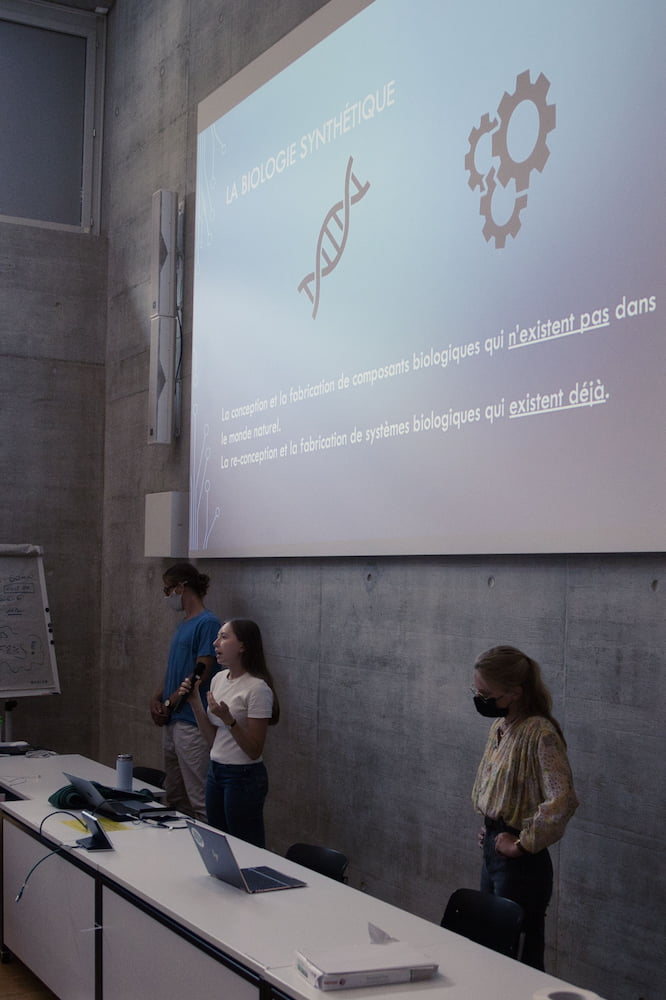 LA BIOLOGIE SYNTHÉTIQUE
La conception et la fabrication de composants biologiques qui n'existent pas dans
le monde naturel.
La re-conception et la fabrication de systèmes biologiques qui existent déjà.